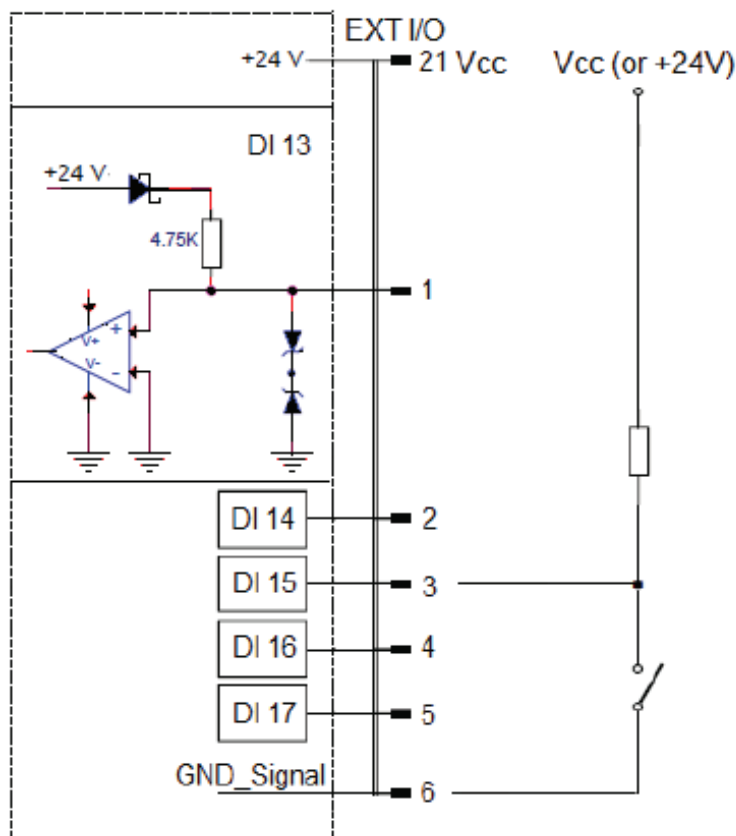 EXT I/O
+24 V
21 Vcc
Vcc (or +24V)
DI 13
+24 V
4.75K
1
V+
+
V-
-
DI 14
2
DI 15
3
DI 16
4
DI 17
5
GND_Signal
6